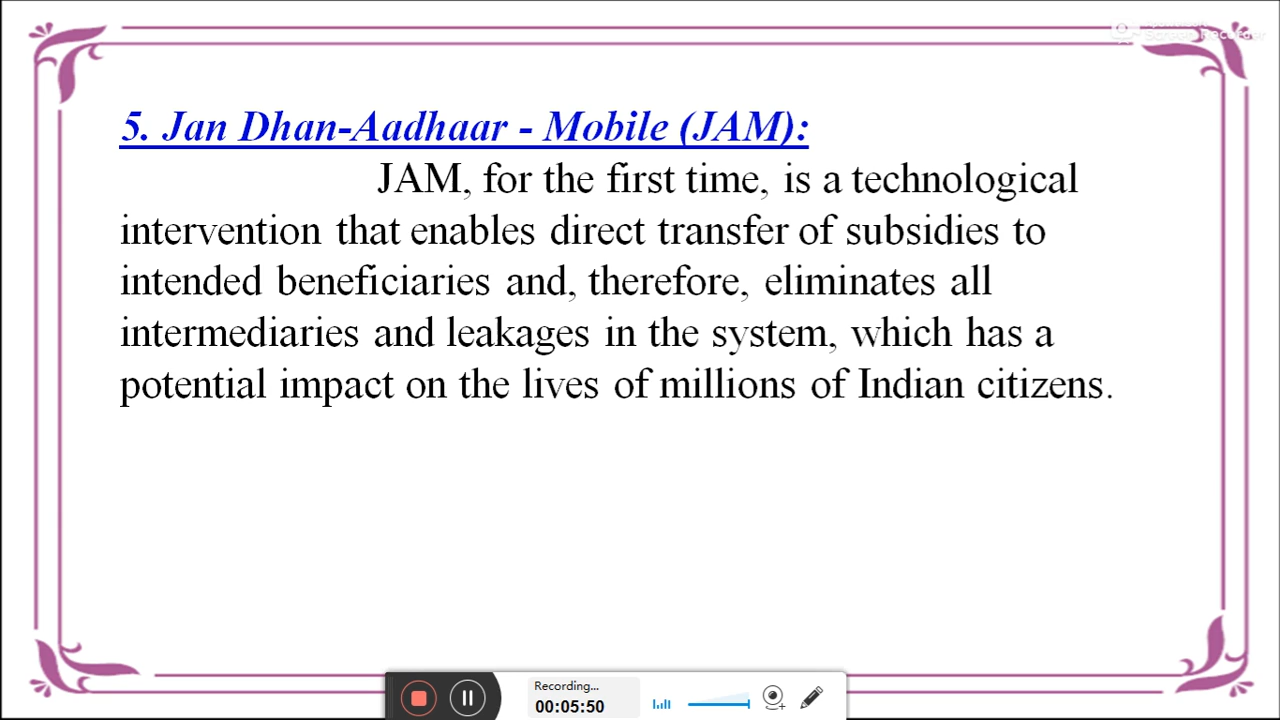 Screen Recorder
5. Jan Dhan-Aadhaar - Mobile (JAM):
JAM, for the first time, is a technological
intervention that enables direct transfer of subsidies to
intended beneficiaries and, therefore, eliminates all
intermediaries and leakages in the system, which has a
potential impact on the lives of millions of Indian citizens.
Recording...
00:05:50